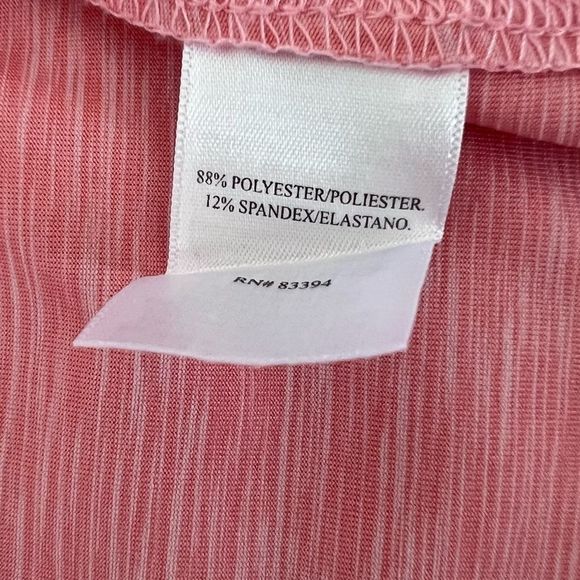 88% POLYESTER/POLIESTER.
12% SPANDEX/ELASTANO.
RN# 83394